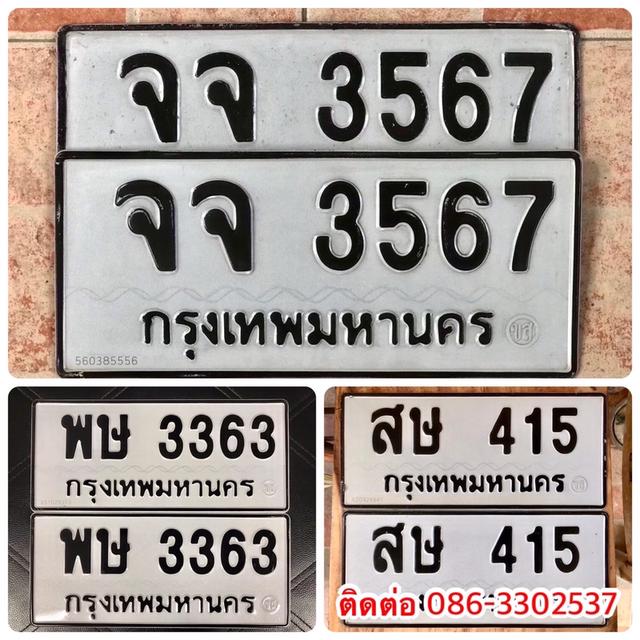 จจ 3567
จจ 3567
กรุงเทพมหานคร ขส
560385556
พษ 3363
กรุงเทพมหานคร
พษ 3363
กรุงเทพมหานคร
สษ 415
กรุงเทพมหานคร
สษ 415
ติดต่อ 086-3302537